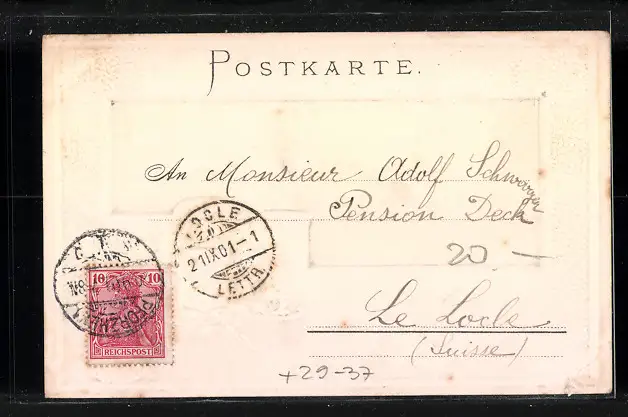 POSTKARTE.
An Monsieur Adolf
Pension Deck
20 -
LOCLE
21 IX 01 - 1
LETTR
10 10
REICHSPOST
Le Locle
(Suisse)
+29-37